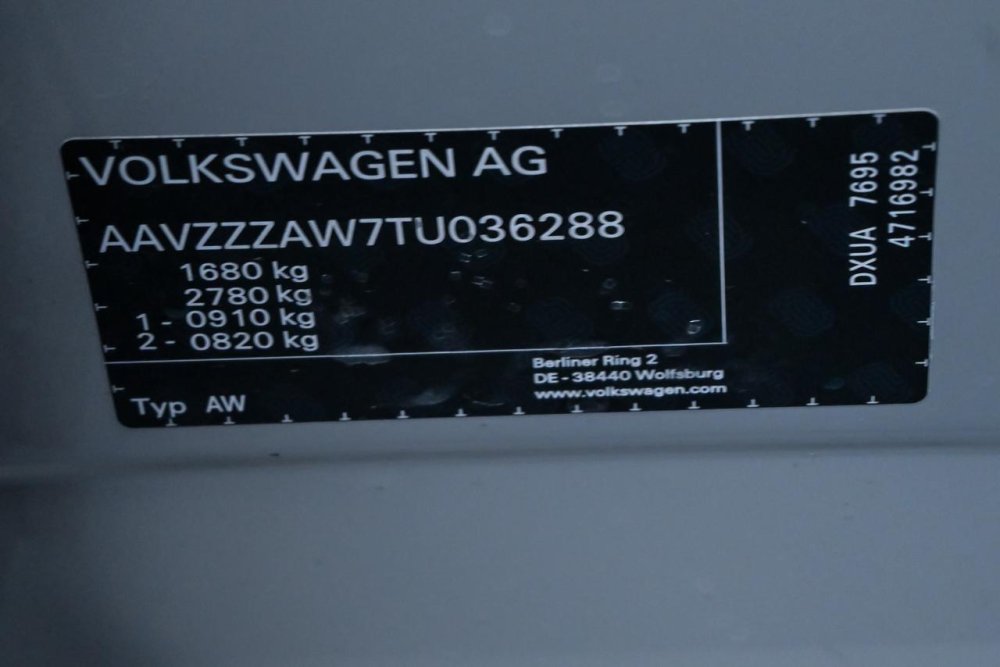 VOLKSWAGEN AG
AAVZZZAW7TU036288
1680 kg
2780 kg
1 - 0910 kg
2 - 0820 kg
Typ AW
Berliner Ring 2
DE - 38440 Wolfsburg
www.volkswagen.com
DXUA 7695
4716982